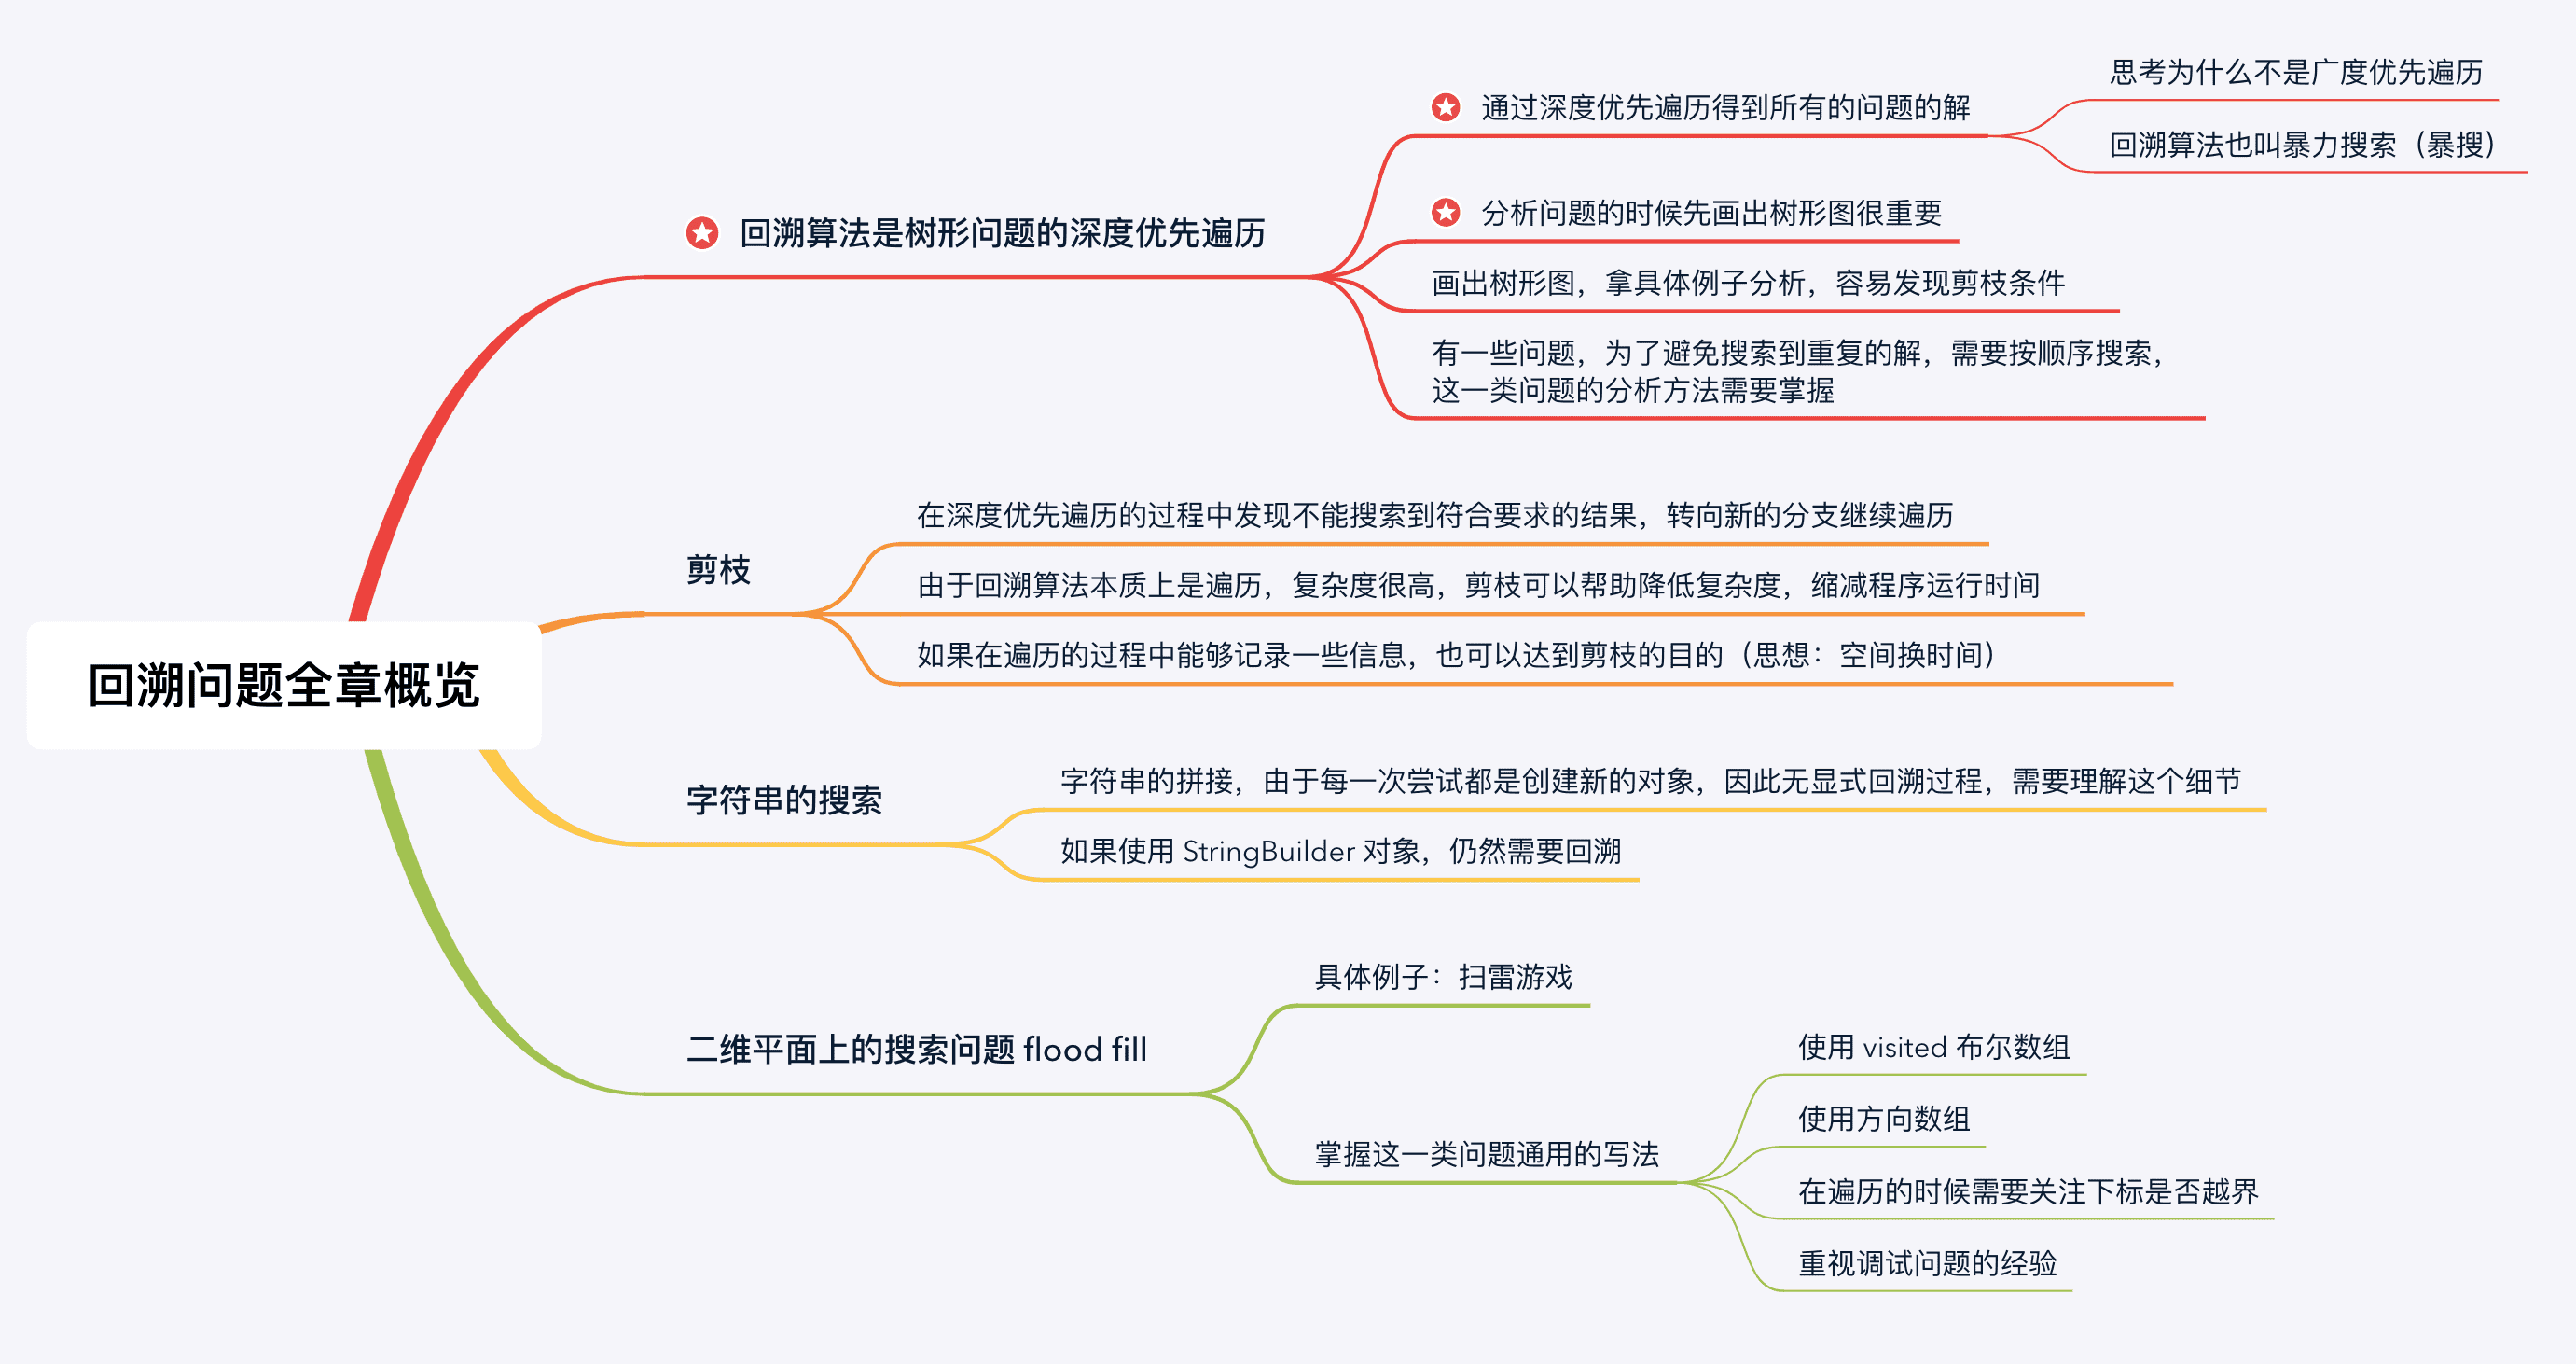 回溯问题全章概览
回溯算法是树形问题的深度优先遍历
通过深度优先遍历得到所有的问题的解
思考为什么不是广度优先遍历
回溯算法也叫暴力搜索（暴搜）
分析问题的时候先画出树形图很重要
画出树形图，拿具体例子分析，容易发现剪枝条件
有一些问题，为了避免搜索到重复的解，需要按顺序搜索，
这一类问题的分析方法需要掌握
剪枝
在深度优先遍历的过程中发现不能搜索到符合要求的结果，转向新的分支继续遍历
由于回溯算法本质上是遍历，复杂度很高，剪枝可以帮助降低复杂度，缩减程序运行时间
如果在遍历的过程中能够记录一些信息，也可以达到剪枝的目的（思想：空间换时间）
字符串的搜索
字符串的拼接，由于每一次尝试都是创建新的对象，因此无显式回溯过程，需要理解这个细节
如果使用 StringBuilder 对象，仍然需要回溯
二维平面上的搜索问题 flood fill
具体例子：扫雷游戏
掌握这一类问题通用的写法
使用 visited 布尔数组
使用方向数组
在遍历的时候需要关注下标是否越界
重视调试问题的经验